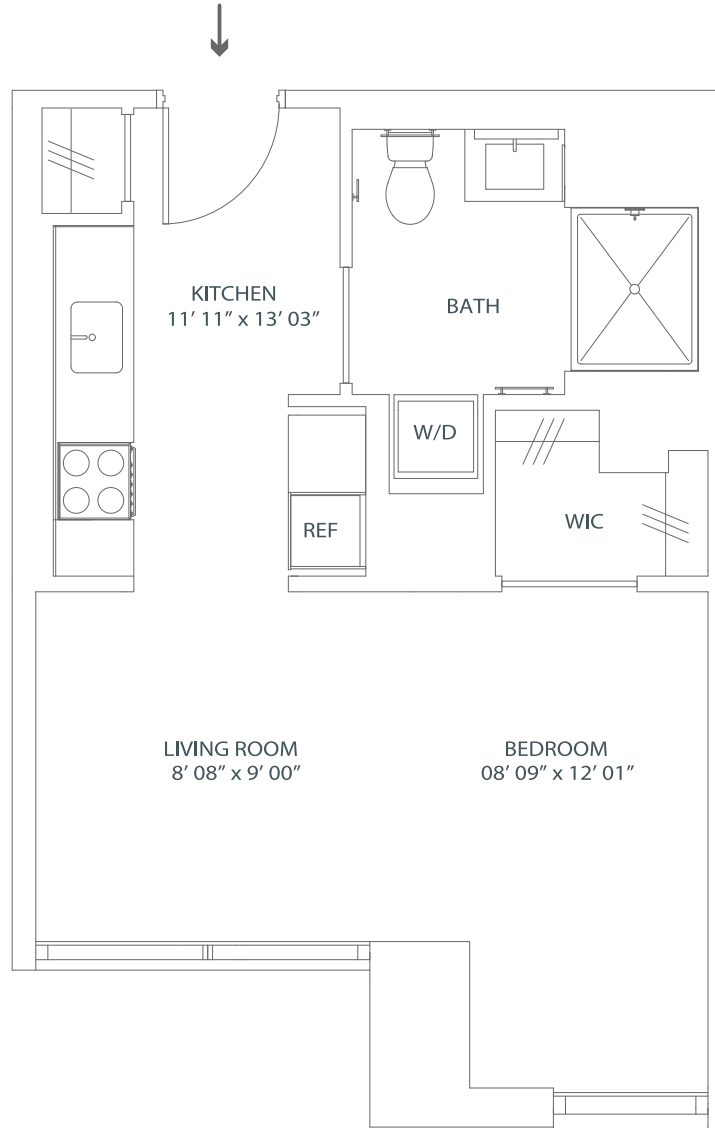 KITCHEN
11’ 11” x 13’ 03”
BATH
W/D
REF
WIC
LIVING ROOM
8’ 08” x 9’ 00”
BEDROOM
08’ 09” x 12’ 01”